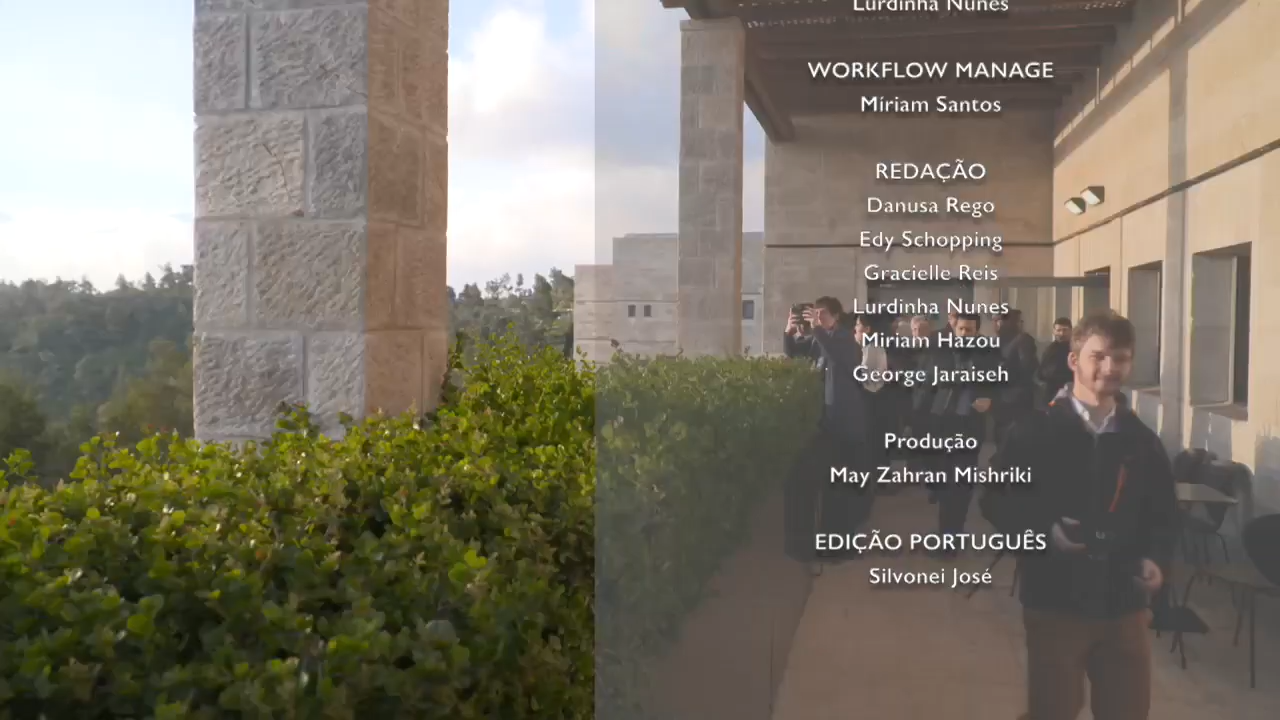 Lurdinha Nunes
WORKFLOW MANAGE
Míriam Santos
REDAÇÃO
Danusa Rego
Edy Schopping
Gracielle Reis
Lurdinha Nunes
Miriam Hazou
George Jaraiseh
Produção
May Zahran Mishriki
EDIÇÃO PORTUGUÊS
Silvonei José